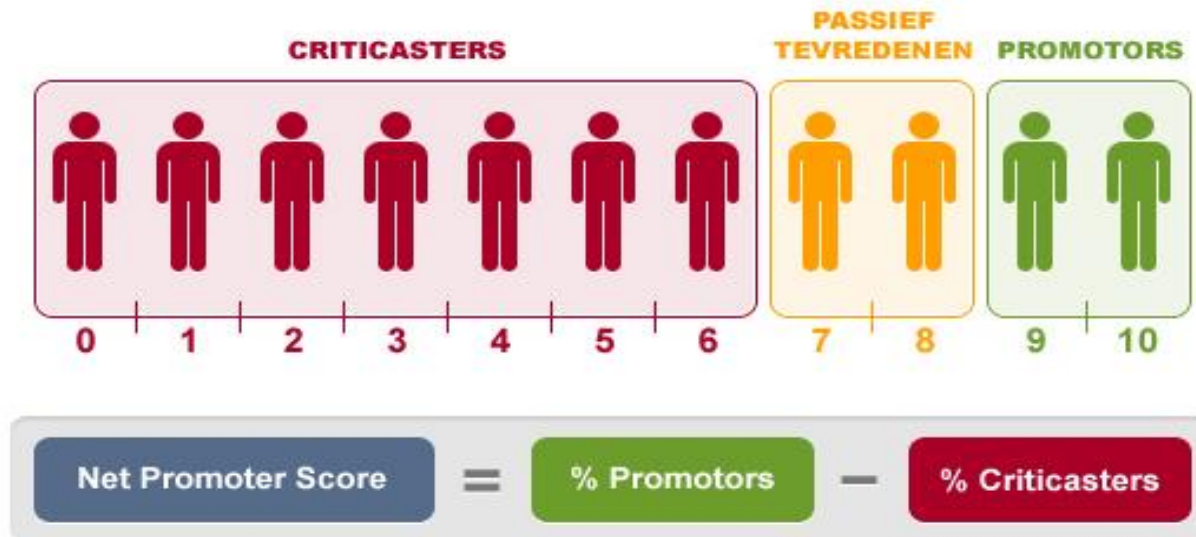 CRITICASTERS
PASSIEF
TEVREDENEN
PROMOTORS
0 1 2 3 4 5 6 7 8 9 10
Net Promoter Score = % Promotors − % Criticasters